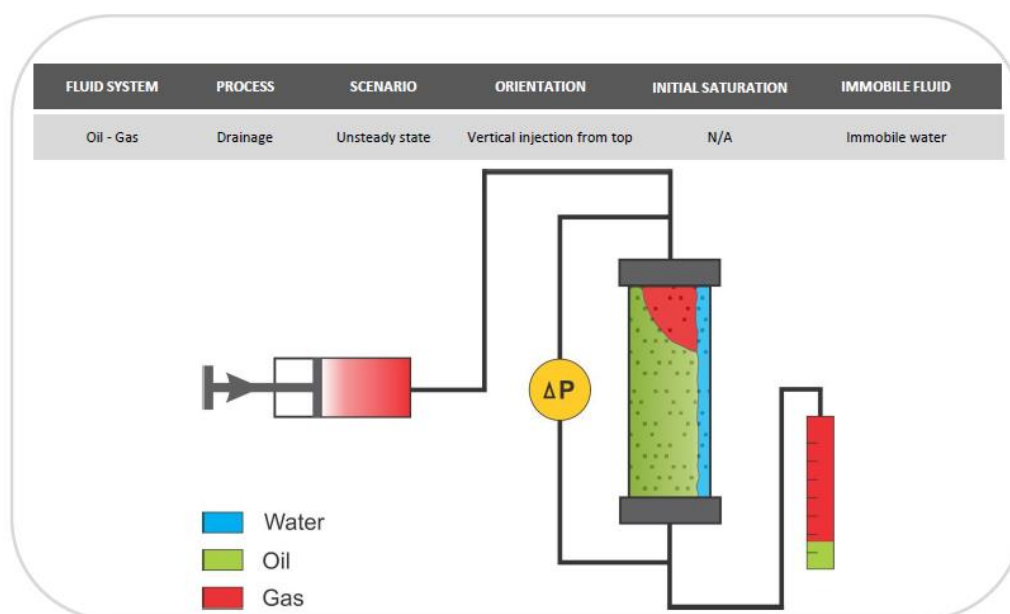 FLUID SYSTEM PROCESS SCENARIO ORIENTATION INITIAL SATURATION IMMOBILE FLUID
Oil - Gas Drainage Unsteady state Vertical injection from top N/A Immobile water
ΔP
Water
Oil
Gas